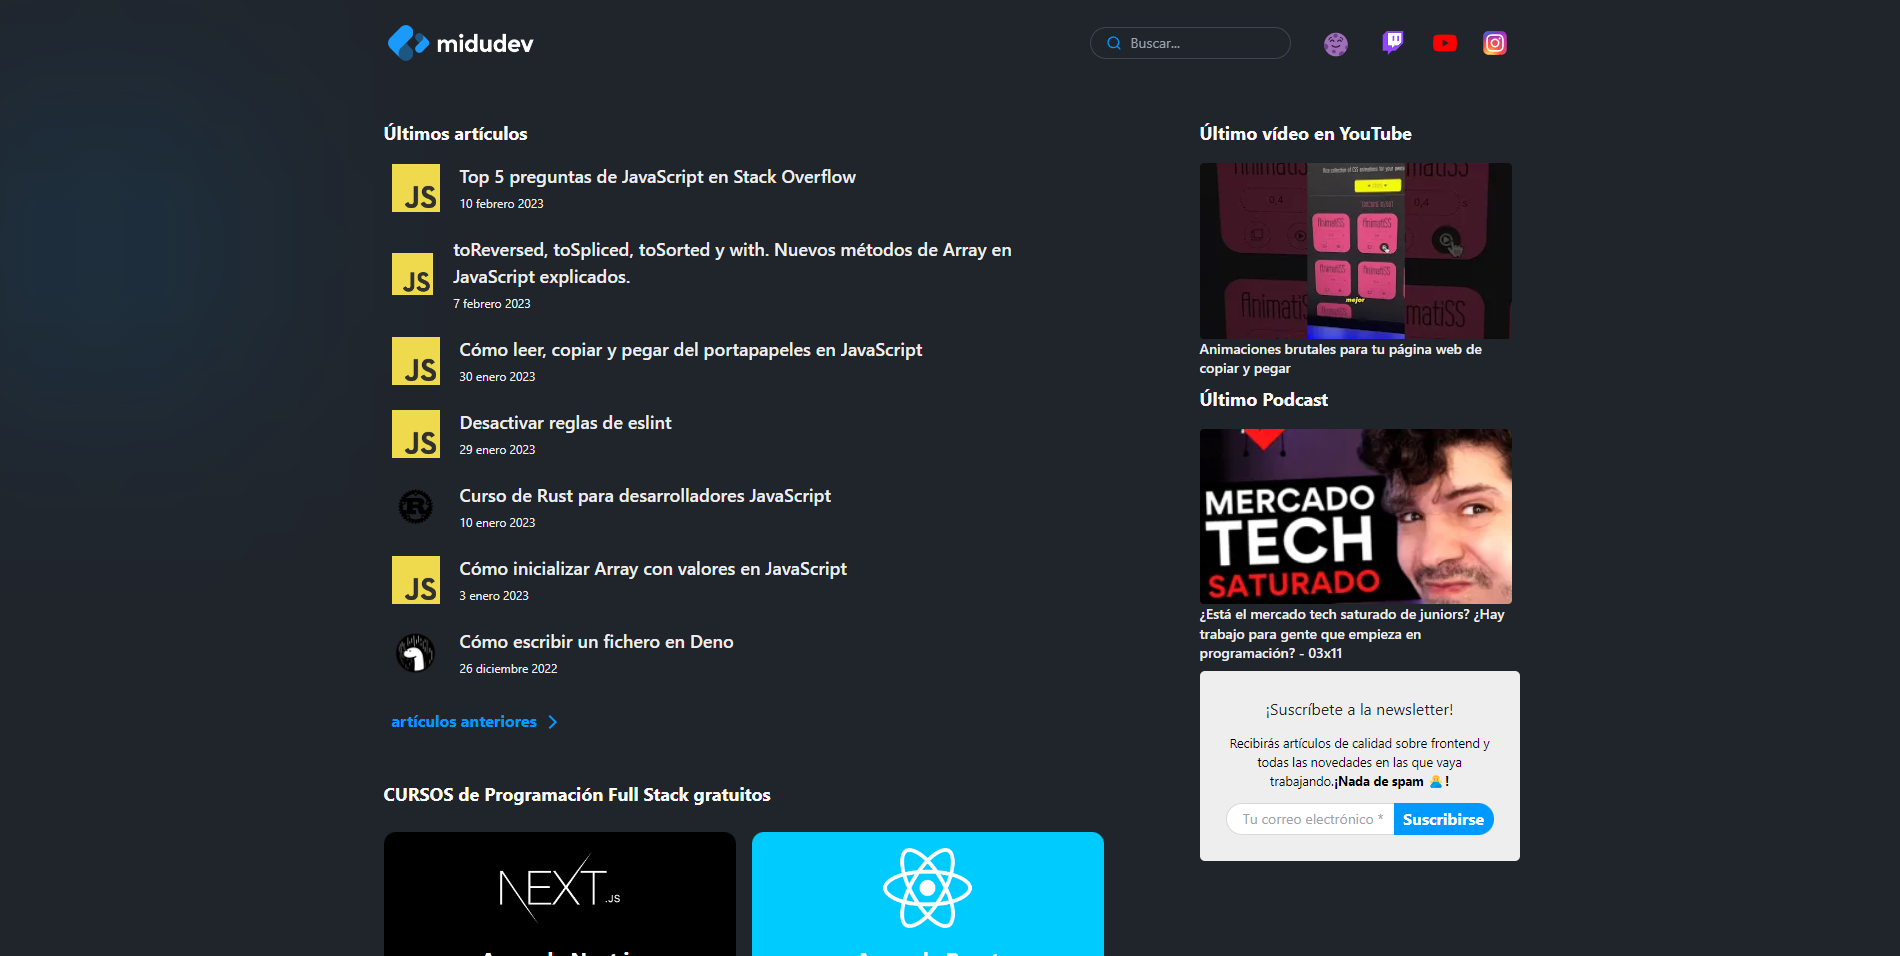 midudev
Buscar...
Últimos artículos
JS
Top 5 preguntas de JavaScript en Stack Overflow
10 febrero 2023
JS
toReversed, toSpliced, toSorted y with. Nuevos métodos de Array en
JavaScript explicados.
7 febrero 2023
JS
Cómo leer, copiar y pegar del portapapeles en JavaScript
30 enero 2023
JS
Desactivar reglas de eslint
29 enero 2023
R
Curso de Rust para desarrolladores JavaScript
10 enero 2023
JS
Cómo inicializar Array con valores en JavaScript
3 enero 2023
Cómo escribir un fichero en Deno
26 diciembre 2022
artículos anteriores
CURSOS de Programación Full Stack gratuitos
NEXT.JS
Último vídeo en YouTube
0,4
0,4 s
AnimatiSS
AnimatiSS
AnimatiSS
AnimatiSS
mejor
Animaciones brutales para tu página web de
copiar y pegar
Último Podcast
MERCADO
TECH
SATURADO
¿Está el mercado tech saturado de juniors? ¿Hay
trabajo para gente que empieza en
programación? - 03x11
¡Suscríbete a la newsletter!
Recibirás artículos de calidad sobre frontend y
todas las novedades en las que vaya
trabajando.¡Nada de spam 🙅‍♂️!
Tu correo electrónico *
Suscribirse